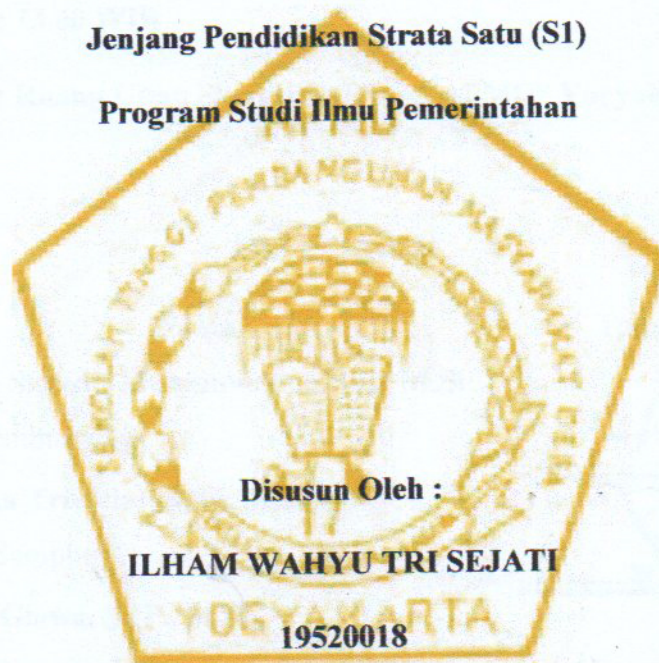 Jenjang Pendidikan Strata Satu (S1)
Program Studi Ilmu Pemerintahan
APMD
SEKOLAH TINGGI PEMBANGUNAN MASYARAKAT DESA
Disusun Oleh :
ILHAM WAHYU TRI SEJATI
YOGYAKARTA
19520018